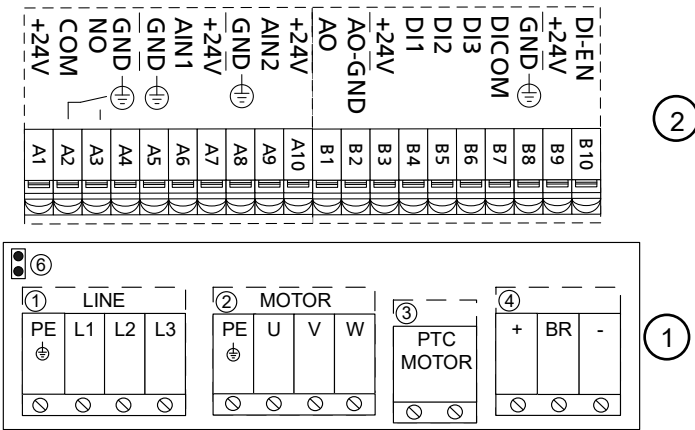 +24V COM NO GND GND AIN1 +24V GND AIN2 +24V AO AO-GND +24V DI1 DI2 DI3 DICOM GND +24V DI-EN
A1 A2 A3 A4 A5 A6 A7 A8 A9 A10 B1 B2 B3 B4 B5 B6 B7 B8 B9 B10
2
6
1 LINE 2 MOTOR 3 4
PE L1 L2 L3 PE U V W PTC MOTOR + BR -
1